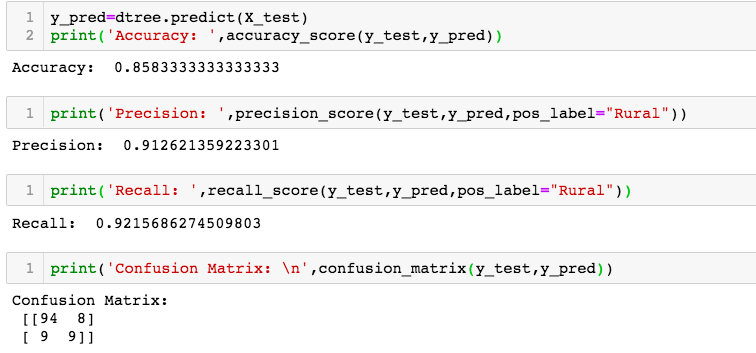 1 y_pred=dtree.predict(X_test)
2 print('Accuracy: ',accuracy_score(y_test,y_pred))
Accuracy:  0.8583333333333333
1 print('Precision: ',precision_score(y_test,y_pred,pos_label="Rural"))
Precision:  0.912621359223301
1 print('Recall: ',recall_score(y_test,y_pred,pos_label="Rural"))
Recall:  0.9215686274509803
1 print('Confusion Matrix: \n',confusion_matrix(y_test,y_pred))
Confusion Matrix:
[[94  8]
[ 9  9]]